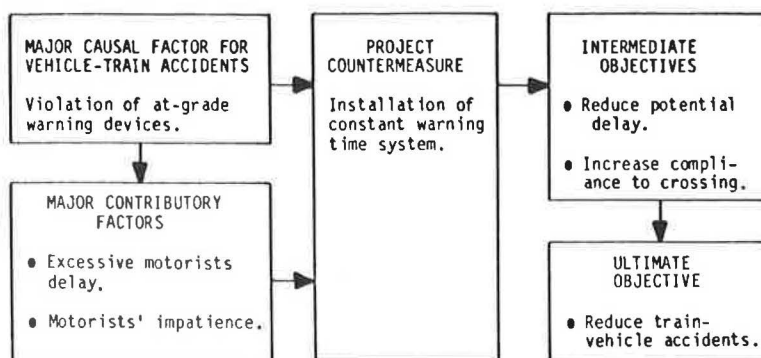 MAJOR CAUSAL FACTOR FOR
VEHICLE-TRAIN ACCIDENTS
Violation of at-grade
warning devices.
MAJOR CONTRIBUTORY
FACTORS
• Excessive motorists
delay.
• Motorists' impatience.
PROJECT
COUNTERMEASURE
Installation of
constant warning
time system.
INTERMEDIATE
OBJECTIVES
• Reduce potential
delay.
• Increase compli-
ance to crossing.
ULTIMATE
OBJECTIVE
• Reduce train-
vehicle accidents.